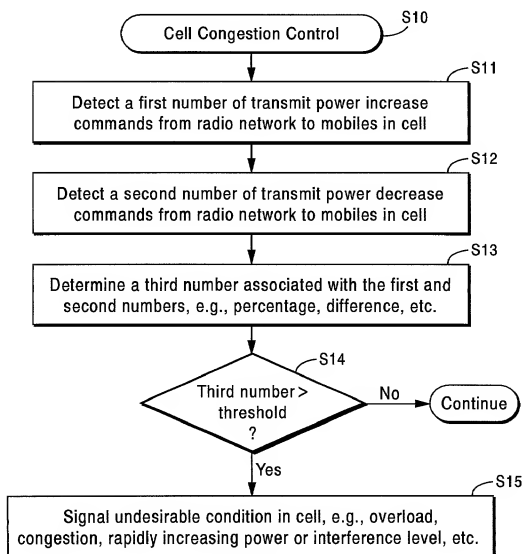 S10
Cell Congestion Control
S11
Detect a first number of transmit power increase
commands from radio network to mobiles in cell
S12
Detect a second number of transmit power decrease
commands from radio network to mobiles in cell
S13
Determine a third number associated with the first and
second numbers, e.g., percentage, difference, etc.
S14
Third number >
threshold
?
No
Continue
Yes
S15
Signal undesirable condition in cell, e.g., overload,
congestion, rapidly increasing power or interference level, etc.